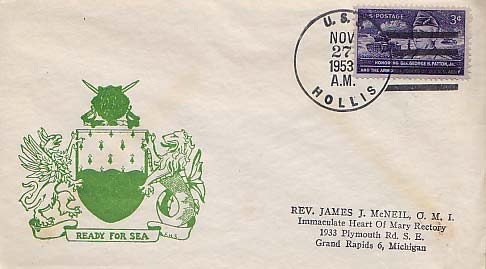 U.S.
NOV
27
1953
A.M.
HOLLIS
U.S. POSTAGE 3¢
HONORING GEN. GEORGE S. PATTON, JR.
AND THE ARMORED FORCES OF THE U.S. ARMY
READY FOR SEA
REV. JAMES J. McNEIL, O. M. I.
Immaculate Heart Of Mary Rectory
1933 Plymouth Rd. S. E.
Grand Rapids 6, Michigan